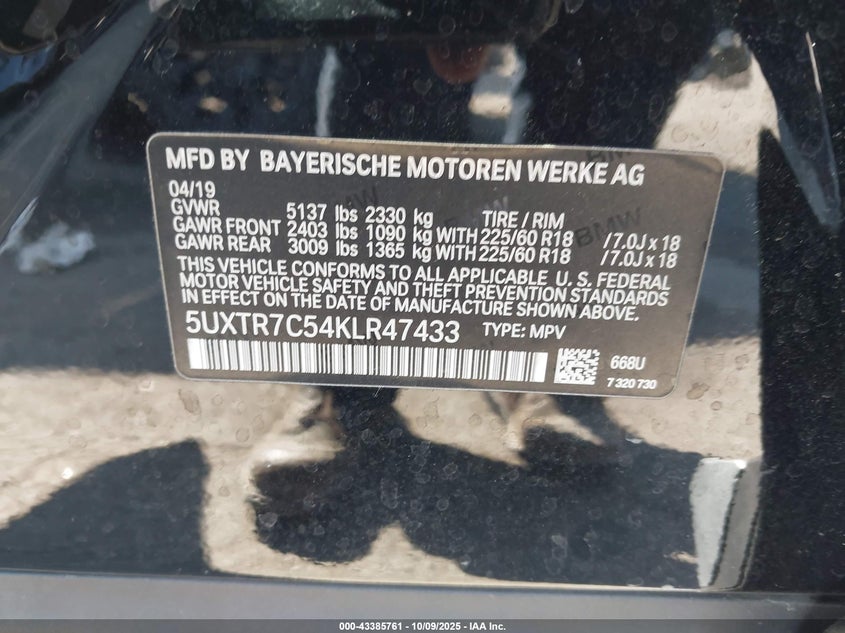 MFD BY BAYERISCHE MOTOREN WERKE AG
04/19
GVWR 5137 lbs 2330 kg TIRE / RIM
GAWR FRONT 2403 lbs 1090 kg WITH 225/60 R18 / 7.0J x 18
GAWR REAR 3009 lbs 1365 kg WITH 225/60 R18 / 7.0J x 18
THIS VEHICLE CONFORMS TO ALL APPLICABLE U. S. FEDERAL
MOTOR VEHICLE SAFETY AND THEFT PREVENTION STANDARDS
IN EFFECT ON THE DATE OF MANUFACTURE SHOWN ABOVE.
5UXTR7C54KLR47433 TYPE: MPV
668U
7 320 730
BMW
000-43385761 - 10/09/2025 - IAA Inc.